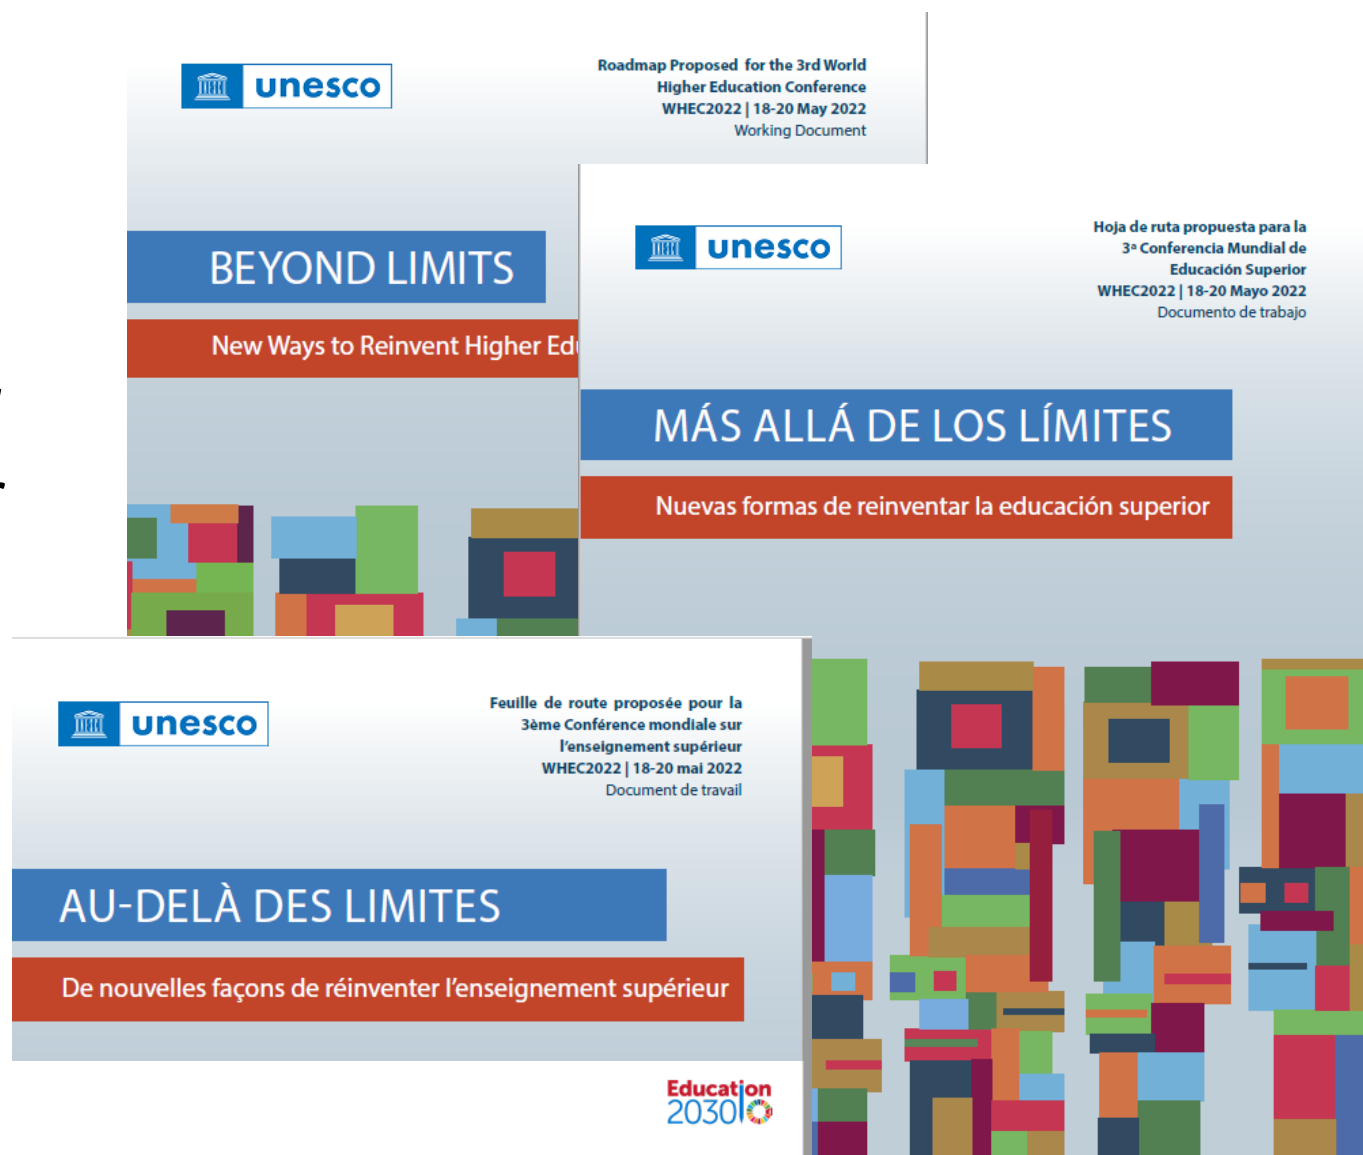 unesco
Roadmap Proposed for the 3rd World
Higher Education Conference
WHEC2022 | 18-20 May 2022
Working Document
BEYOND LIMITS
New Ways to Reinvent Higher
unesco
Hoja de ruta propuesta para la
3ª Conferencia Mundial de
Educación Superior
WHEC2022 | 18-20 Mayo 2022
Documento de trabajo
MÁS ALLÁ DE LOS LÍMITES
Nuevas formas de reinventar la educación superior
unesco
Feuille de route proposée pour la
3ème Conférence mondiale sur
l’enseignement supérieur
WHEC2022 | 18-20 mai 2022
Document de travail
AU-DELÀ DES LIMITES
De nouvelles façons de réinventer l’enseignement supérieur
Education
2030